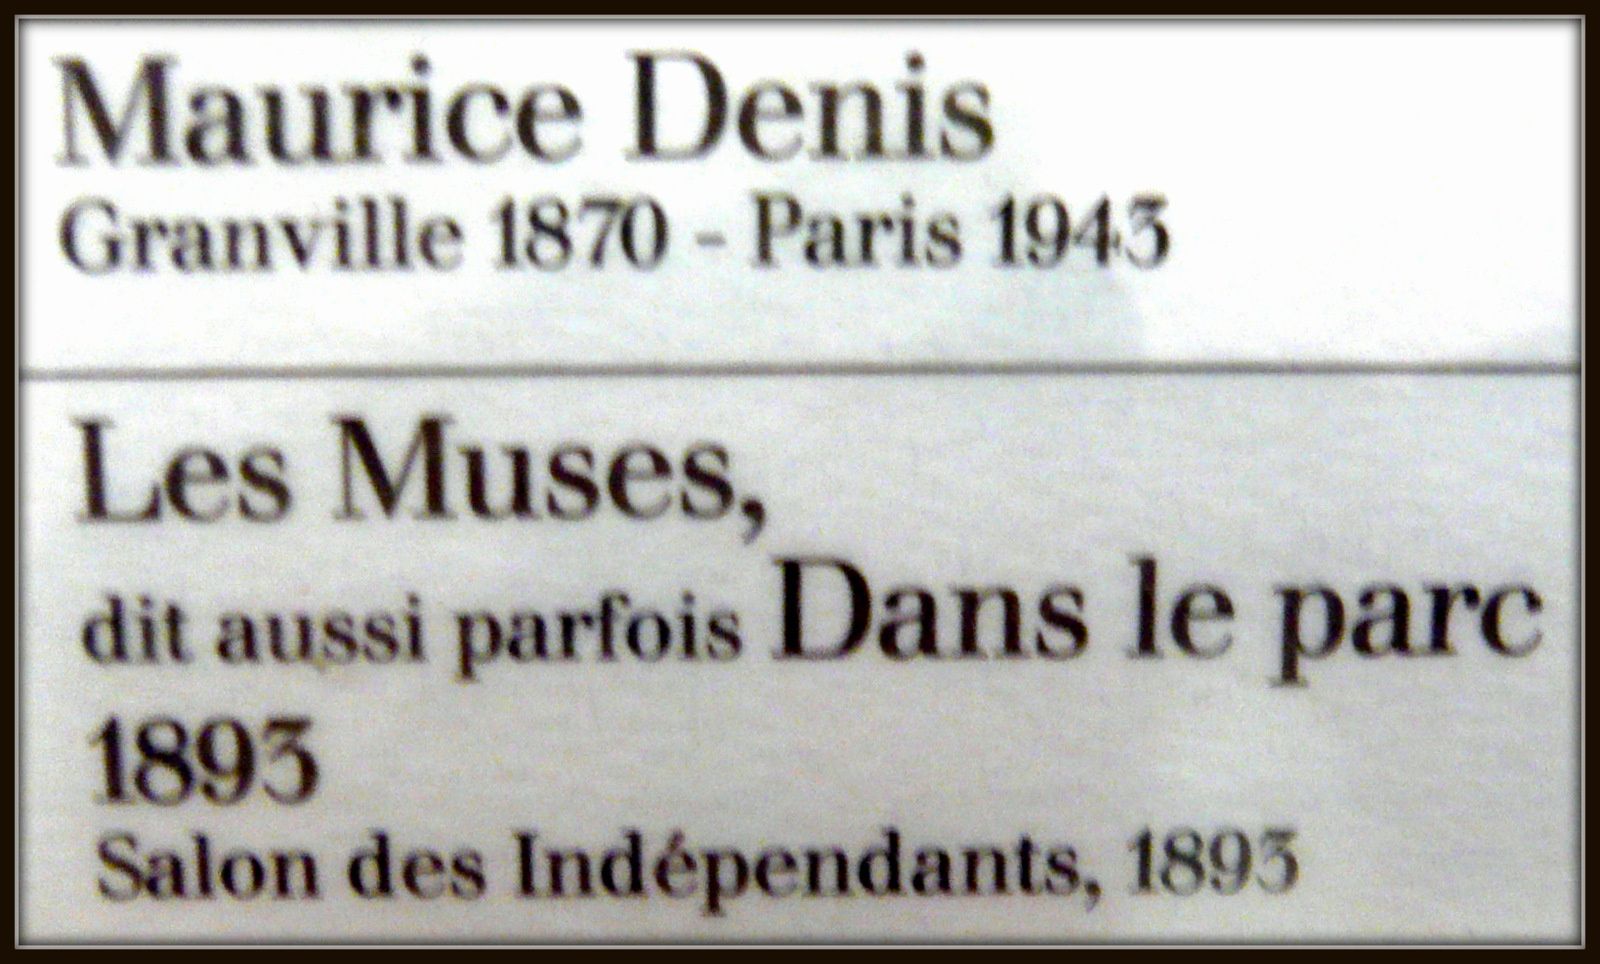 Maurice Denis
Granville 1870 - Paris 1943
Les Muses,
dit aussi parfois Dans le parc
1893
Salon des Indépendants, 1893